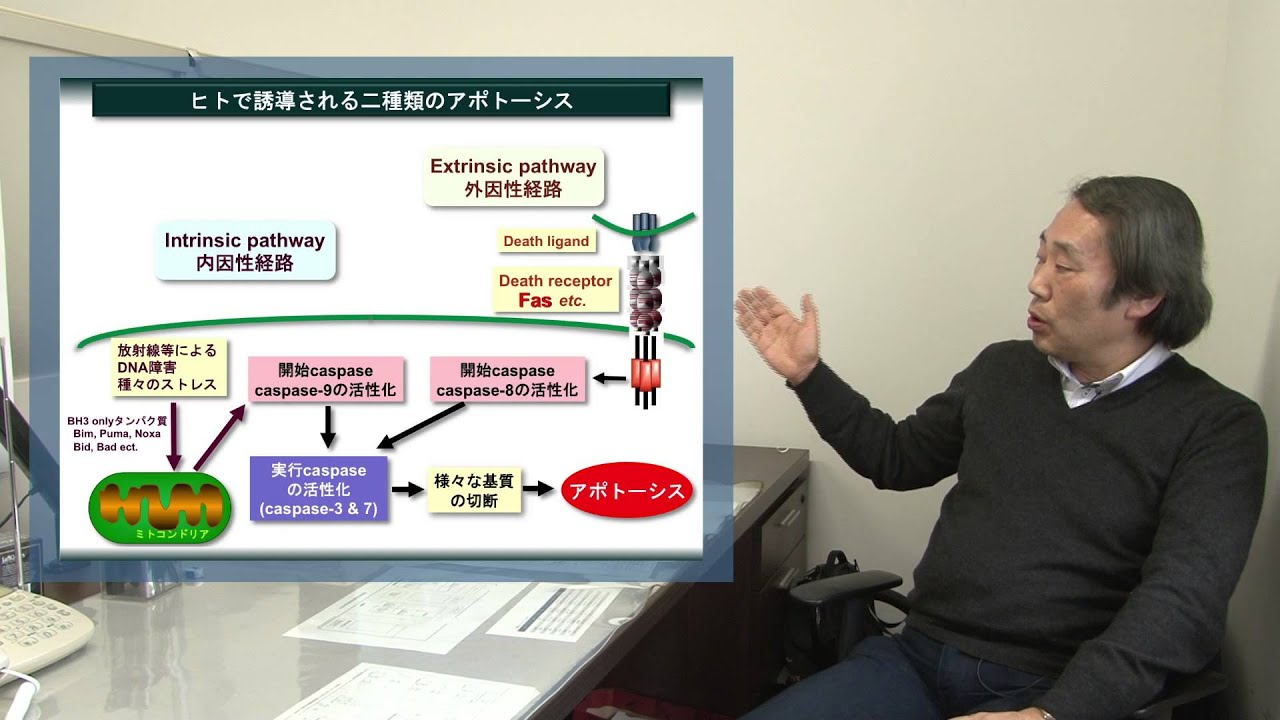 ヒトで誘導される二種類のアポトーシス
Extrinsic pathway
外因性経路
Intrinsic pathway
内因性経路
Death ligand
Death receptor
Fas etc.
放射線等による
DNA障害
種々のストレス
開始caspase
caspase-9の活性化
開始caspase
caspase-8の活性化
BH3 onlyタンパク質
Bim, Puma, Noxa
Bid, Bad ect.
実行caspase
の活性化
(caspase-3 & 7)
様々な基質
の切断
アポトーシス
ミトコンドリア